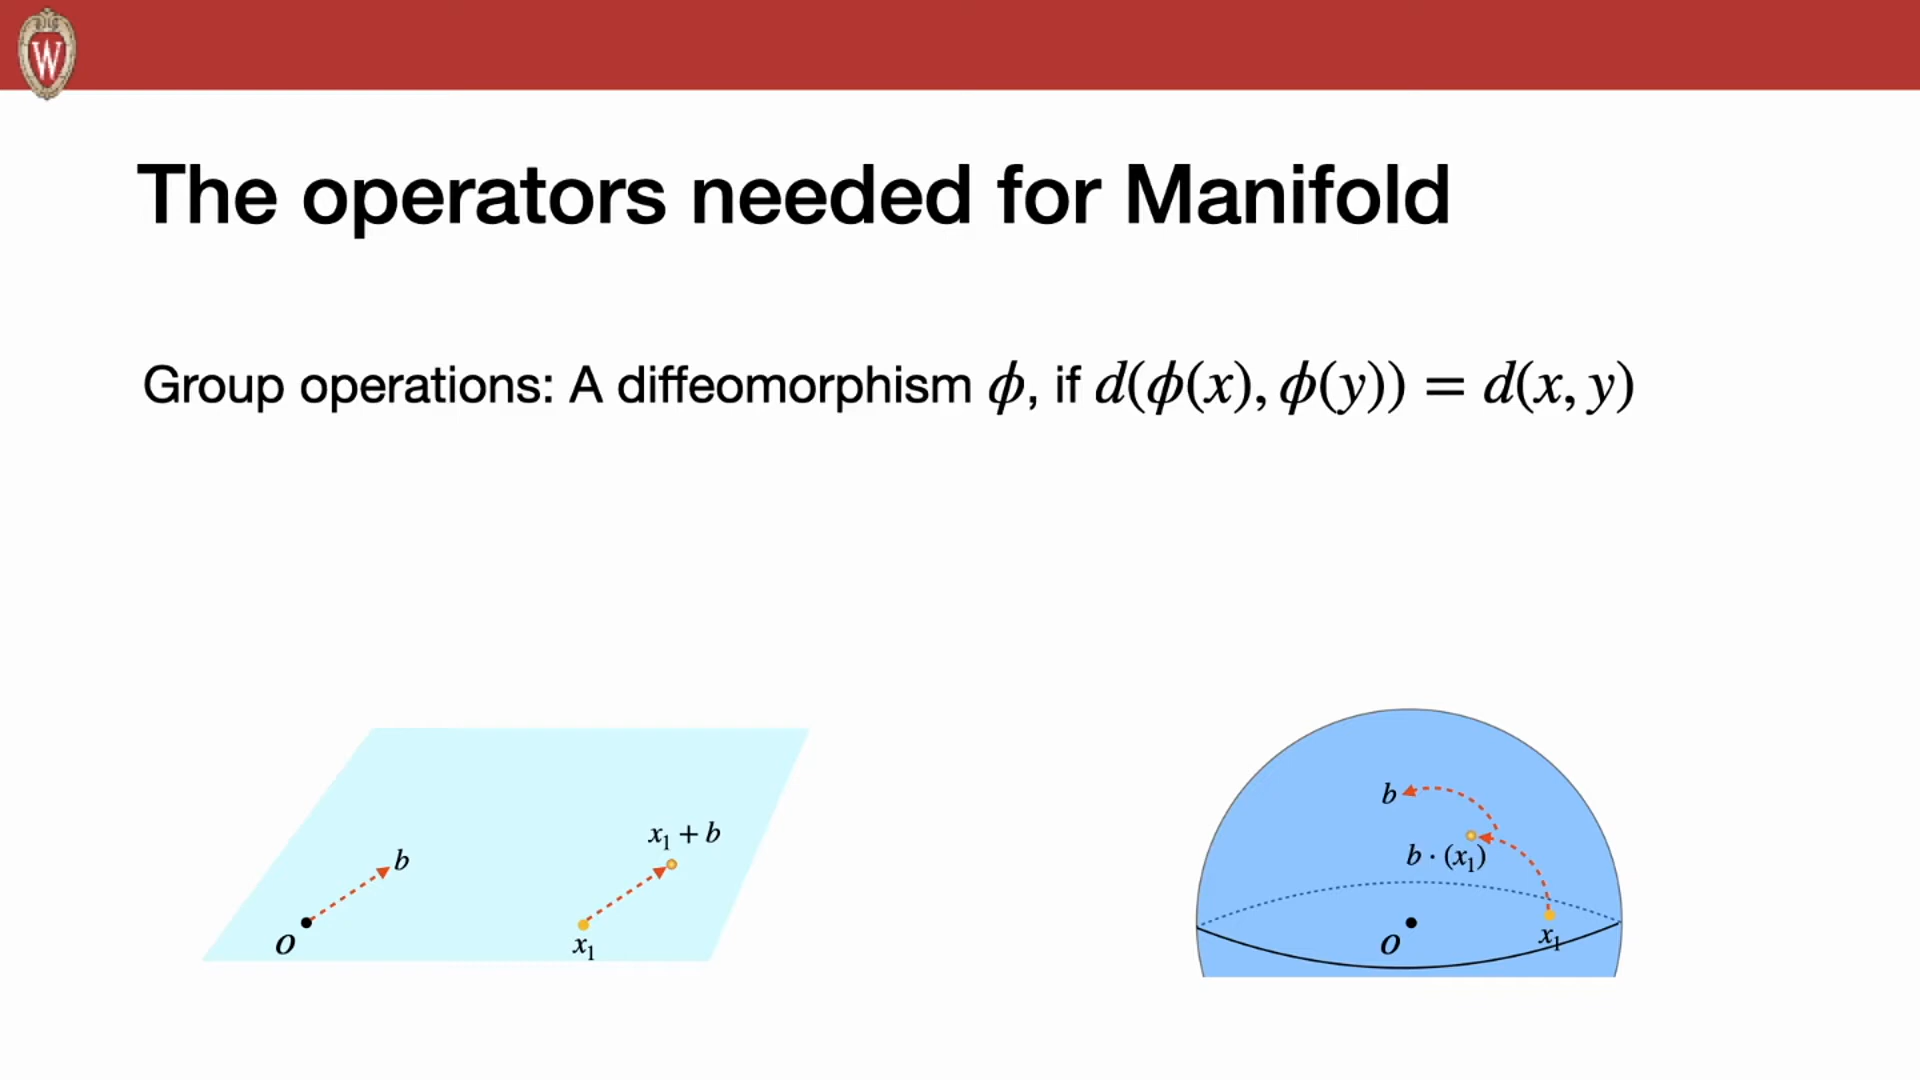 W
The operators needed for Manifold
Group operations: A diffeomorphism ϕ, if d(ϕ(x), ϕ(y)) = d(x, y)
b
x₁ + b
O
x₁
b
b · (x₁)
O
x₁